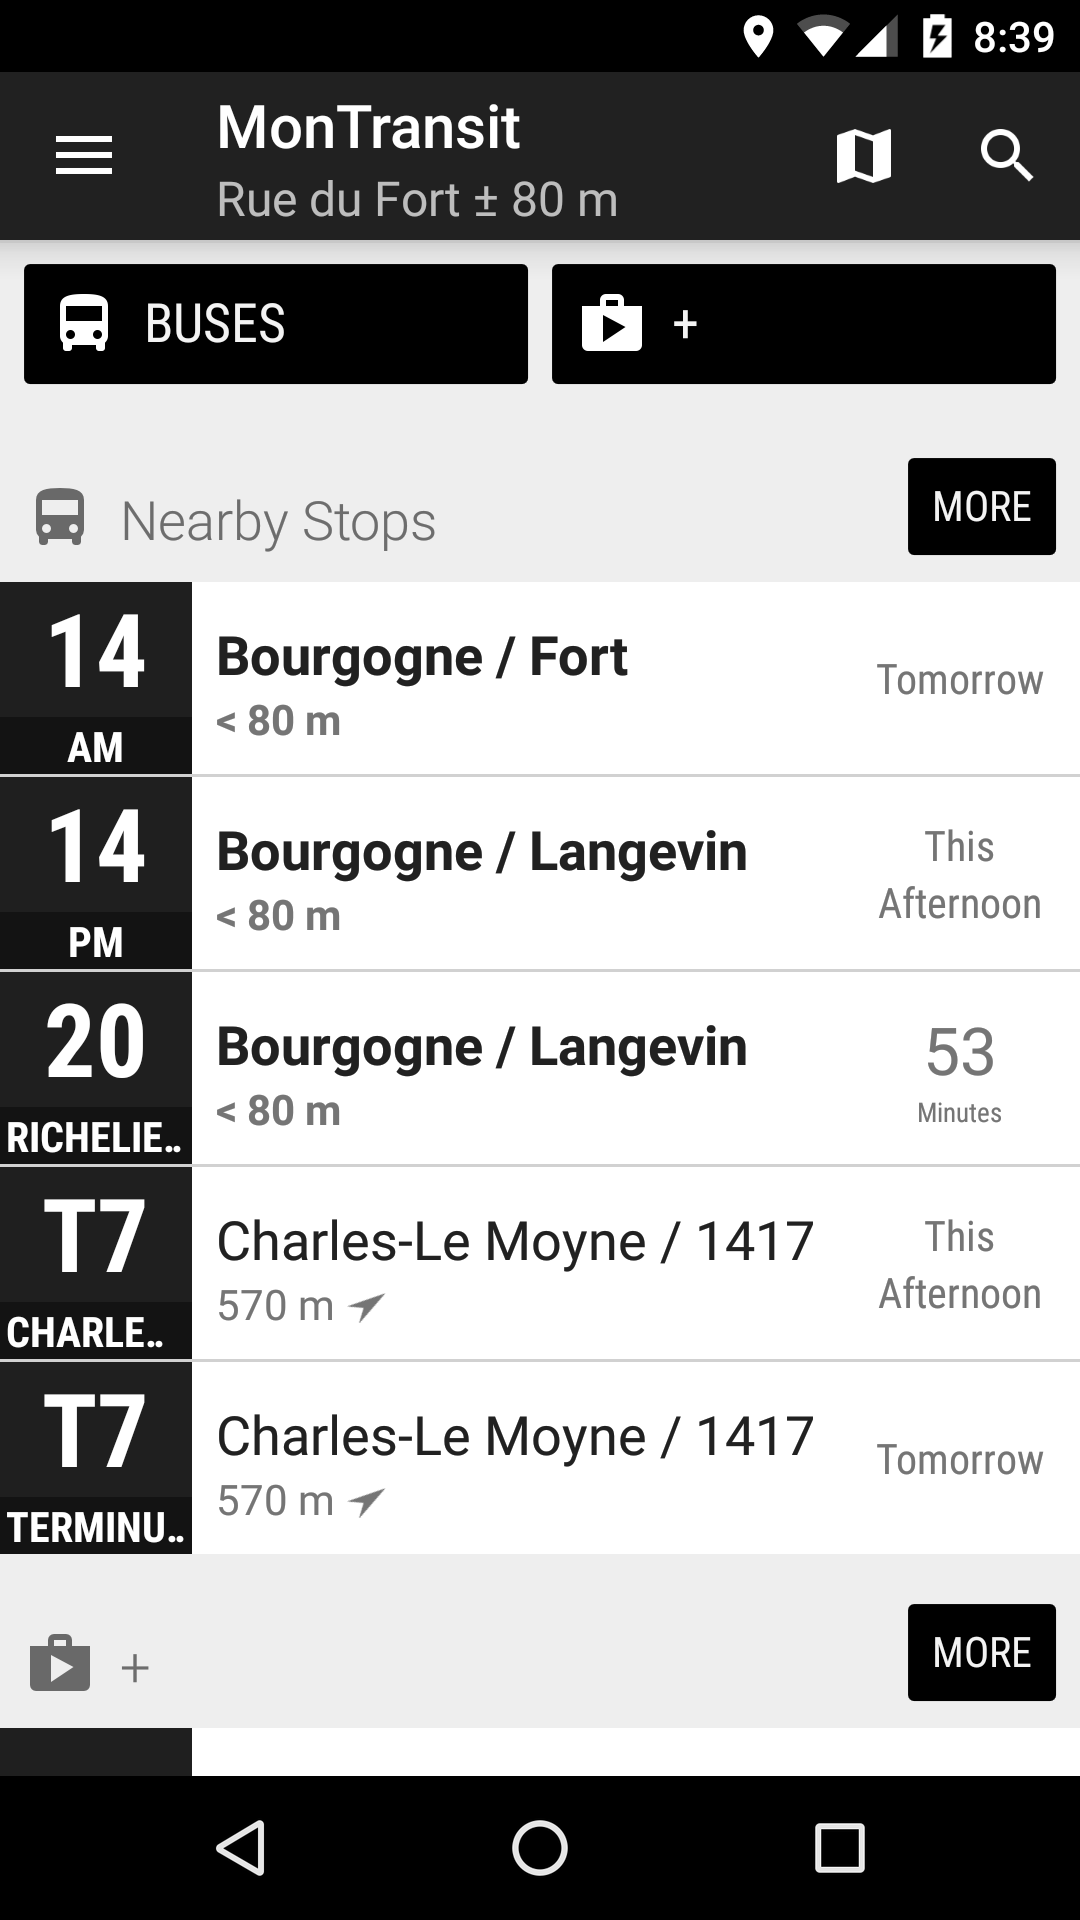 8:39
MonTransit
Rue du Fort ± 80 m
BUSES
+
Nearby Stops
MORE
14
AM
Bourgogne / Fort
< 80 m
Tomorrow
14
PM
Bourgogne / Langevin
< 80 m
This
Afternoon
20
RICHELIE..
Bourgogne / Langevin
< 80 m
53
Minutes
T7
CHARLE..
Charles-Le Moyne / 1417
570 m
This
Afternoon
T7
TERMINU..
Charles-Le Moyne / 1417
570 m
Tomorrow
+
MORE